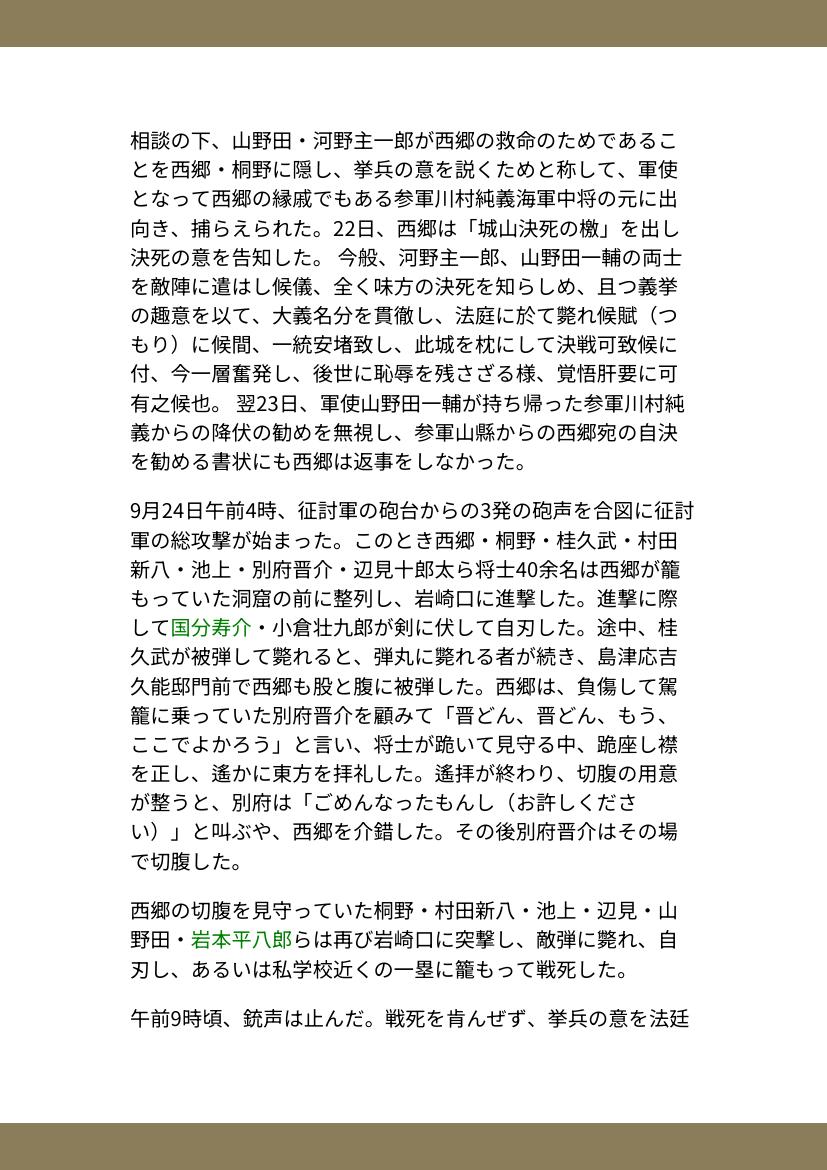 相談の下、山野田・河野主一郎が西郷の救命のためであるこ
とを西郷・桐野に隠し、挙兵の意を説くためと称して、軍使
となって西郷の縁戚でもある参軍川村純義海軍中将の元に出
向き、捕らえられた。22日、西郷は「城山決死の檄」を出し
決死の意を告知した。 今般、河野主一郎、山野田一輔の両士
を敵陣に遣はし候儀、全く味方の決死を知らしめ、且つ義挙
の趣意を以て、大義名分を貫徹し、法庭に於て斃れ候賦（つ
もり）に候間、一統安堵致し、此城を枕にして決戦可致候に
付、今一層奮発し、後世に恥辱を残さざる様、覚悟肝要に可
有之候也。 翌23日、軍使山野田一輔が持ち帰った参軍川村純
義からの降伏の勧めを無視し、参軍山縣からの西郷宛の自決
を勧める書状にも西郷は返事をしなかった。
9月24日午前4時、征討軍の砲台からの3発の砲声を合図に征討
軍の総攻撃が始まった。このとき西郷・桐野・桂久武・村田
新八・池上・別府晋介・辺見十郎太ら将士40余名は西郷が籠
もっていた洞窟の前に整列し、岩崎口に進撃した。進撃に際
して国分寿介・小倉壮九郎が剣に伏して自刃した。途中、桂
久武が被弾して斃れると、弾丸に斃れる者が続き、島津応吉
久能邸門前で西郷も股と腹に被弾した。西郷は、負傷して駕
籠に乗っていた別府晋介を顧みて「晋どん、晋どん、もう、
ここでよかろう」と言い、将士が跪いて見守る中、跪座し襟
を正し、遙かに東方を拝礼した。遙拝が終わり、切腹の用意
が整うと、別府は「ごめんなったもんし（お許しくださ
い）」と叫ぶや、西郷を介錯した。その後別府晋介はその場
で切腹した。
西郷の切腹を見守っていた桐野・村田新八・池上・辺見・山
野田・岩本平八郎らは再び岩崎口に突撃し、敵弾に斃れ、自
刃し、あるいは私学校近くの一塁に籠もって戦死した。
午前9時頃、銃声は止んだ。戦死を肯んぜず、挙兵の意を法廷